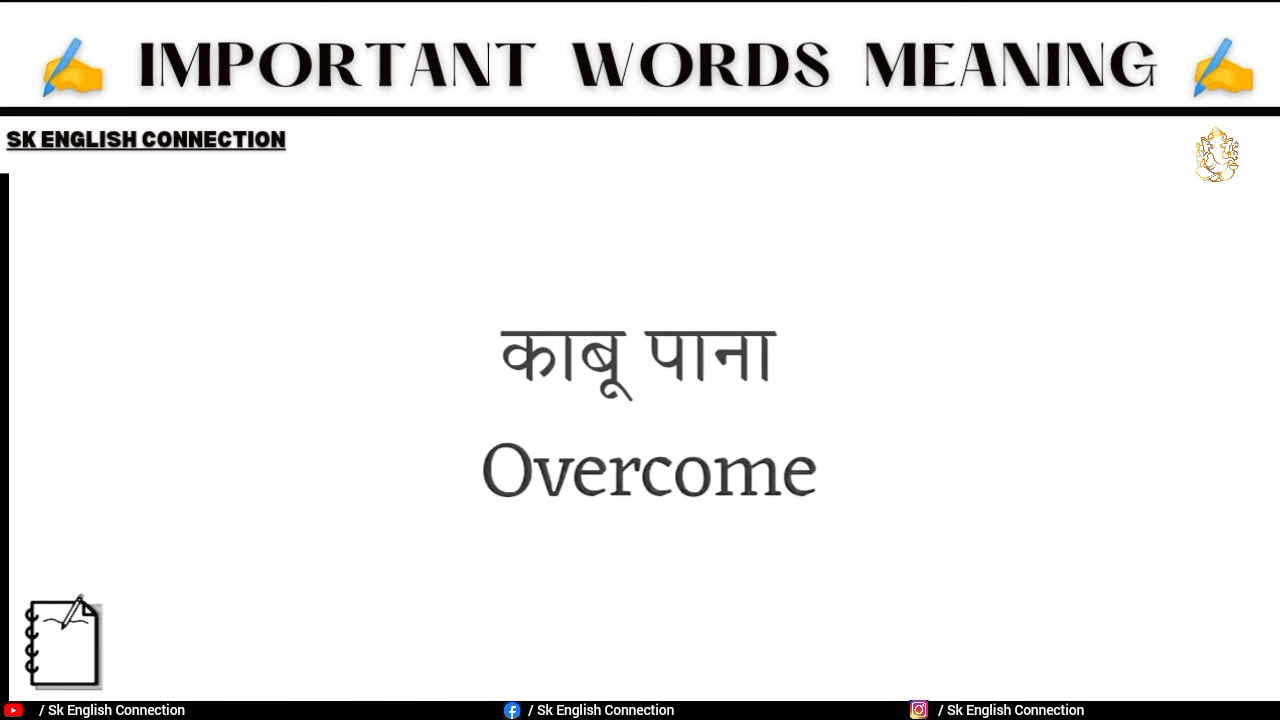 ✍ IMPORTANT WORDS MEANING ✍
SK ENGLISH CONNECTION
काबू पाना
Overcome
/ Sk English Connection / Sk English Connection / Sk English Connection